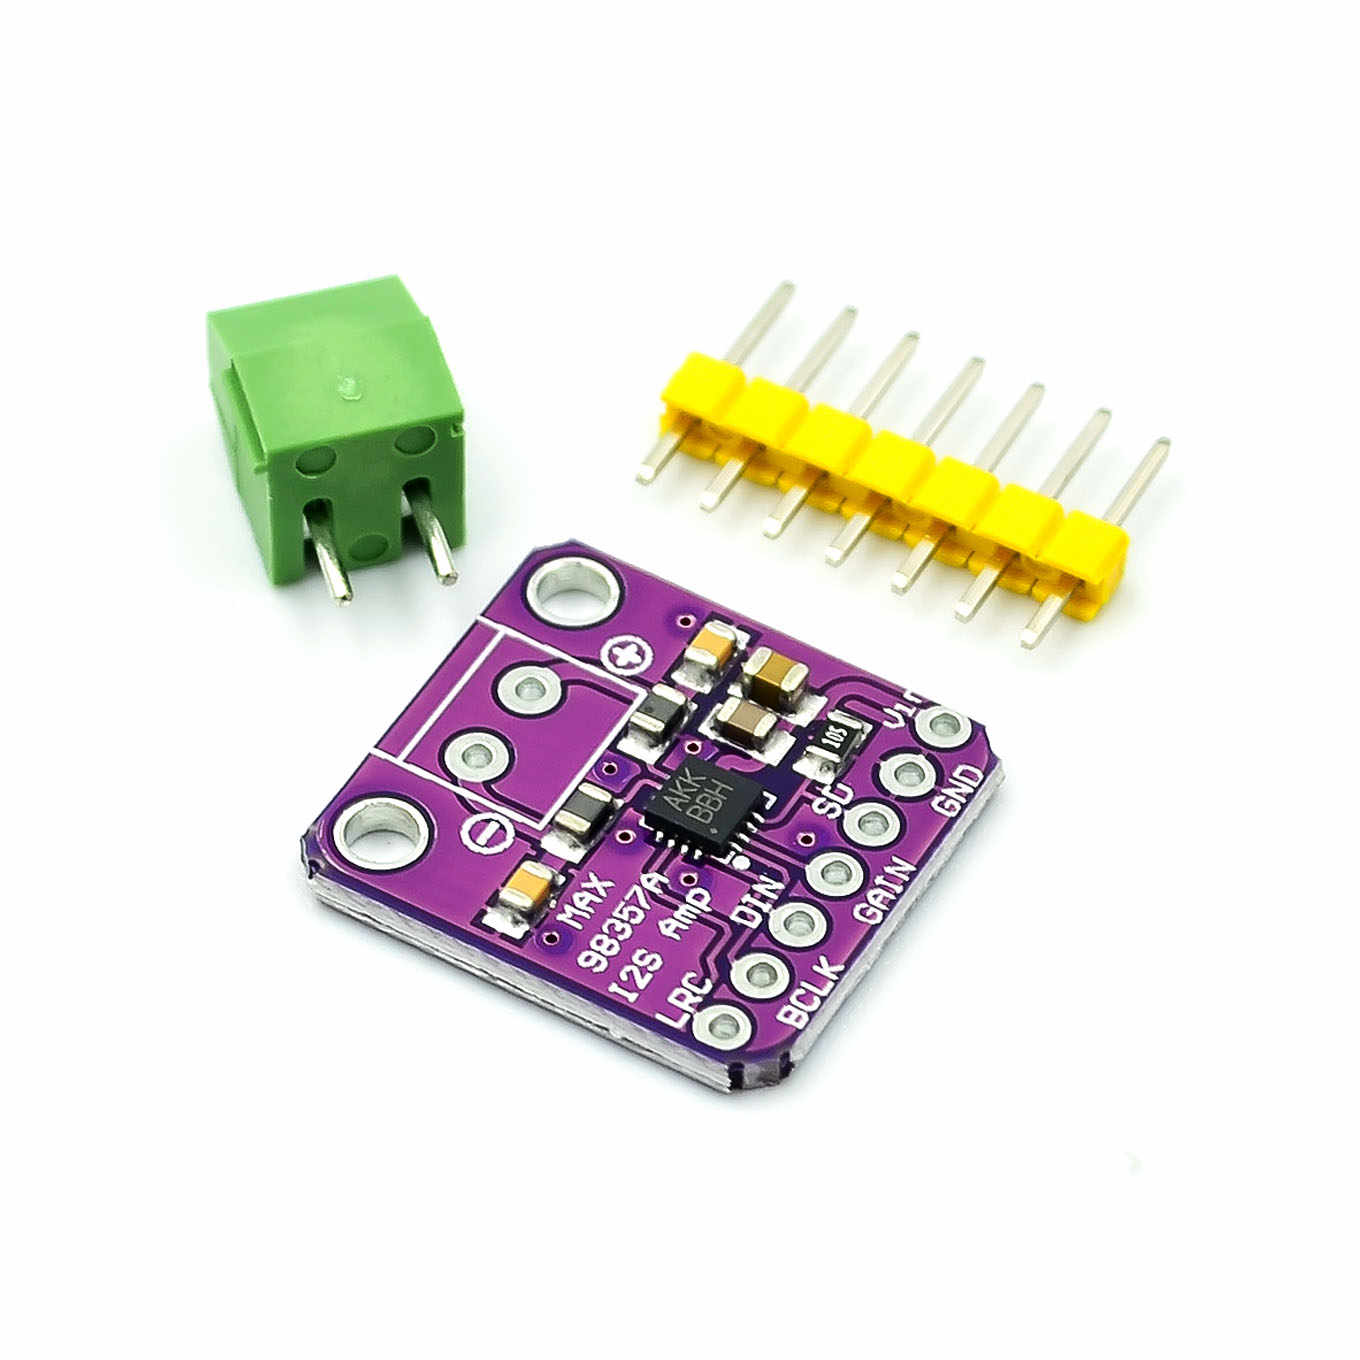 Vin
GND
SD
GAIN
DIN
BCLK
LRC
MAX
98357A
I2S Amp
AKK
BBH
105
+
−